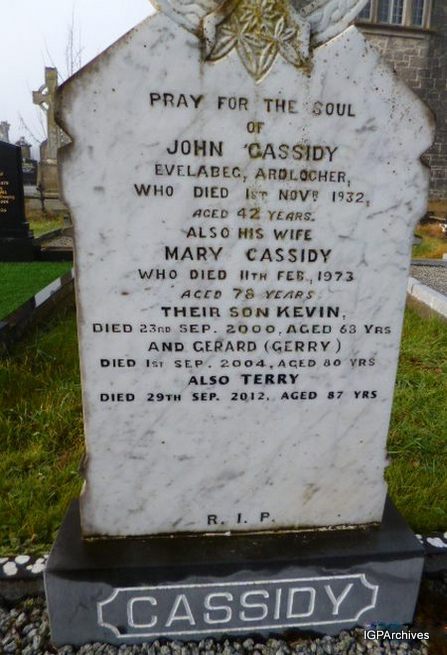 PRAY FOR THE SOUL
OF
JOHN CASSIDY
EVELABEG, ARDLOCHER,
WHO DIED 1ST NOVR 1932,
AGED 42 YEARS.
ALSO HIS WIFE
MARY CASSIDY
WHO DIED 11TH FEB., 1973
AGED 78 YEARS
THEIR SON KEVIN,
DIED 23RD SEP. 2000, AGED 68 YRS
AND GERARD (GERRY)
DIED 1ST SEP. 2004, AGED 80 YRS
ALSO TERRY
DIED 29TH SEP. 2012, AGED 87 YRS
R. I. P.
CASSIDY
IGPArchives